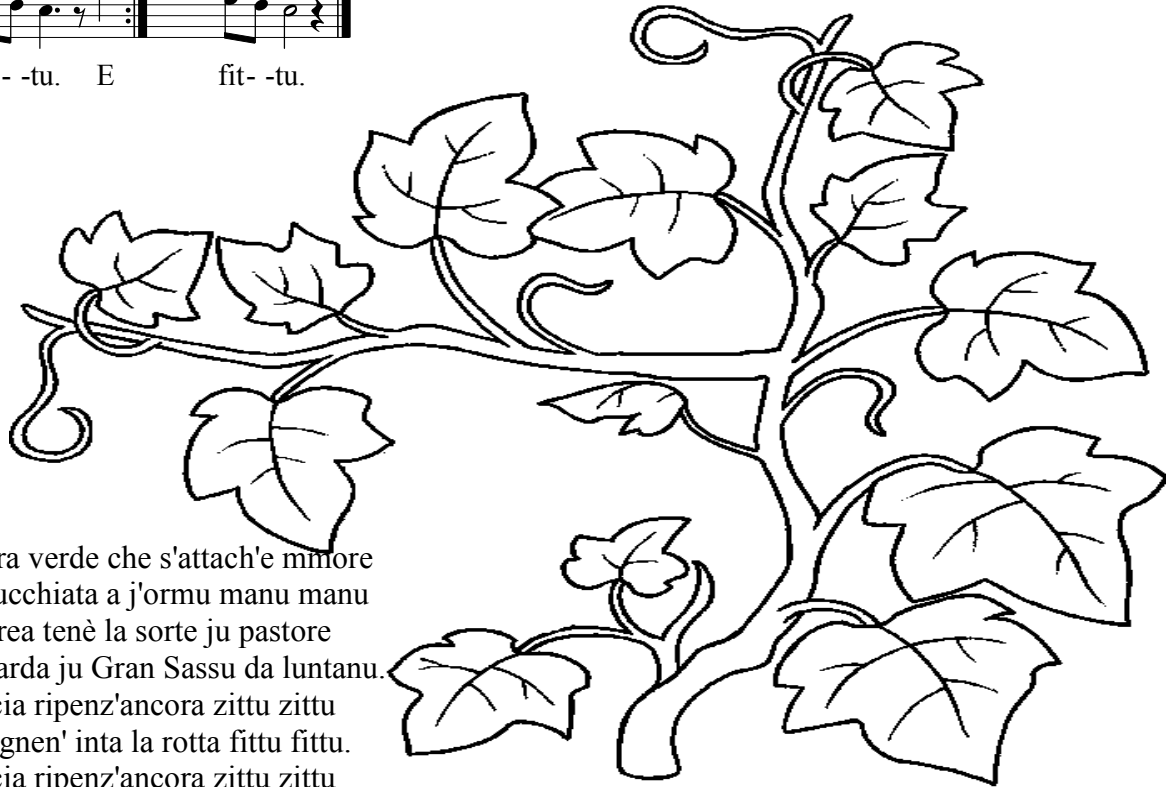 - -tu. E fit- -tu.
ra verde che s'attach'e mmore
ucchiata a j'ormu manu manu
rea tenè la sorte ju pastore
arda ju Gran Sassu da luntanu.
cia ripenz'ancora zittu zittu
gnen' inta la rotta fittu fittu.
cia ripenz'ancora zittu zittu